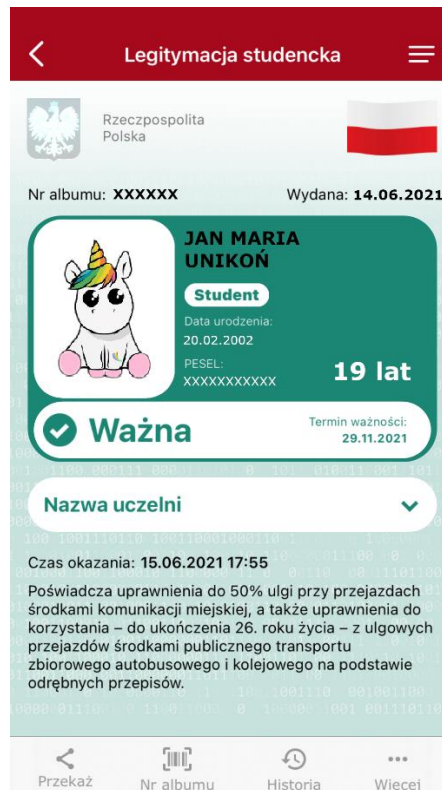 Legitymacja studencka
Rzeczpospolita
Polska
Nr albumu: XXXXXX
Wydana: 14.06.2021
JAN MARIA
UNIKOŃ
Student
Data urodzenia:
20.02.2002
PESEL:
XXXXXXXXXXX
19 lat
Ważna
Termin ważności:
29.11.2021
Nazwa uczelni
Czas okazania: 15.06.2021 17:55
Poświadcza uprawnienia do 50% ulgi przy przejazdach
środkami komunikacji miejskiej, a także uprawnienia do
korzystania – do ukończenia 26. roku życia – z ulgowych
przejazdów środkami publicznego transportu
zbiorowego autobusowego i kolejowego na podstawie
odrębnych przepisów.
Przekaż
Nr albumu
Historia
Więcej